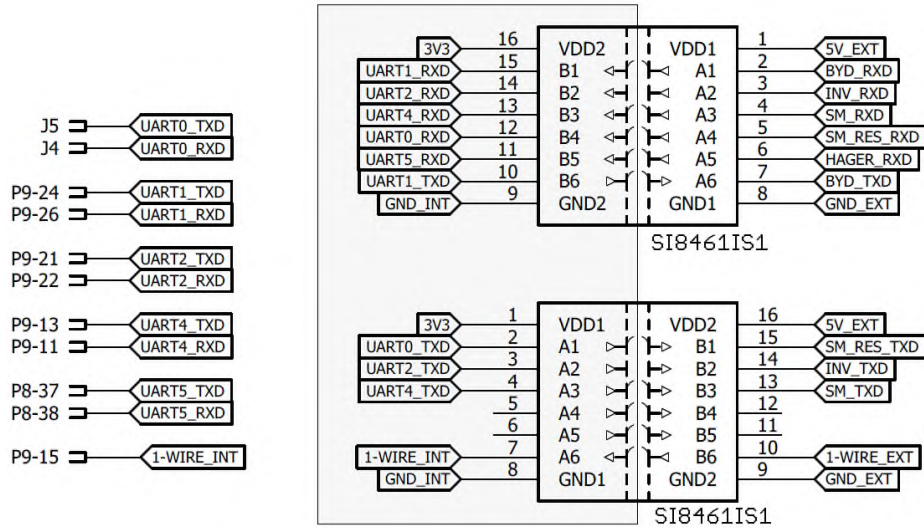 J5 UART0_TXD
J4 UART0_RXD
P9-24 UART1_TXD
P9-26 UART1_RXD
P9-21 UART2_TXD
P9-22 UART2_RXD
P9-13 UART4_TXD
P9-11 UART4_RXD
P8-37 UART5_TXD
P8-38 UART5_RXD
P9-15 1-WIRE_INT
3V3 16 VDD2 VDD1 1 5V_EXT
UART1_RXD 15 B1 A1 2 BYD_RXD
UART2_RXD 14 B2 A2 3 INV_RXD
UART4_RXD 13 B3 A3 4 SM_RXD
UART0_RXD 12 B4 A4 5 SM_RES_RXD
UART5_RXD 11 B5 A5 6 HAGER_RXD
UART1_TXD 10 B6 A6 7 BYD_TXD
GND_INT 9 GND2 GND1 8 GND_EXT
SI8461IS1
3V3 1 VDD1 VDD2 16 5V_EXT
UART0_TXD 2 A1 B1 15 SM_RES_TXD
UART2_TXD 3 A2 B2 14 INV_TXD
UART4_TXD 4 A3 B3 13 SM_TXD
5 A4 B4 12
6 A5 B5 11
1-WIRE_INT 7 A6 B6 10 1-WIRE_EXT
GND_INT 8 GND1 GND2 9 GND_EXT
SI8461IS1